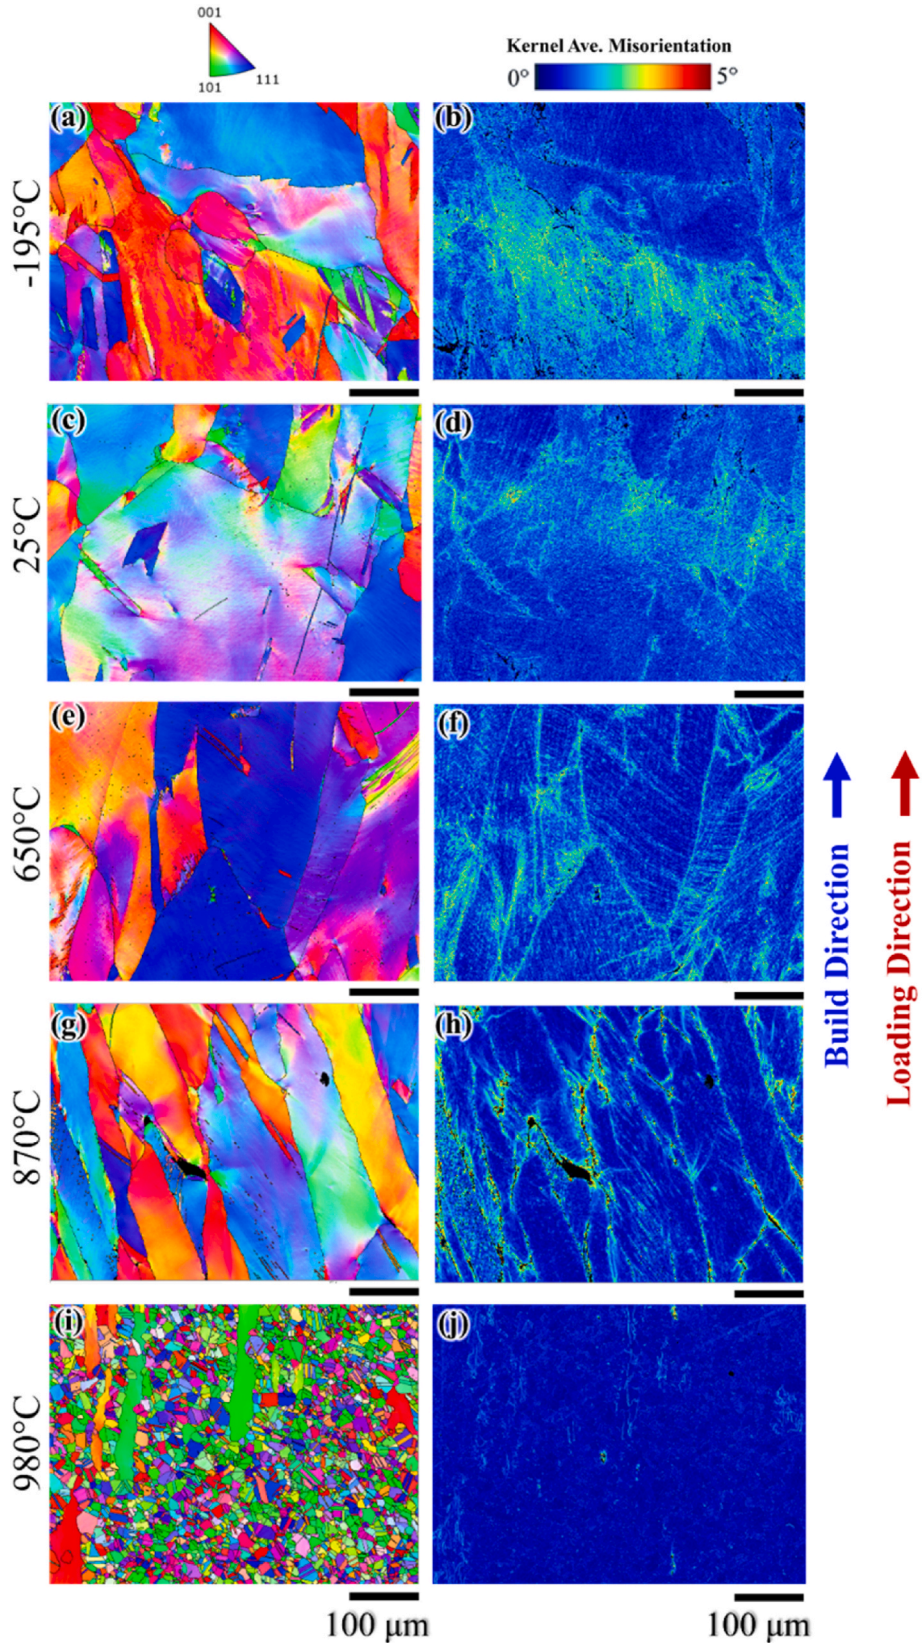 001
111
101
Kernel Ave. Misorientation
0° 5°
(a) (b)
-195°C
(c) (d)
25°C
(e) (f)
650°C
(g) (h)
870°C
(i) (j)
980°C
Build Direction
Loading Direction
100 μm 100 μm